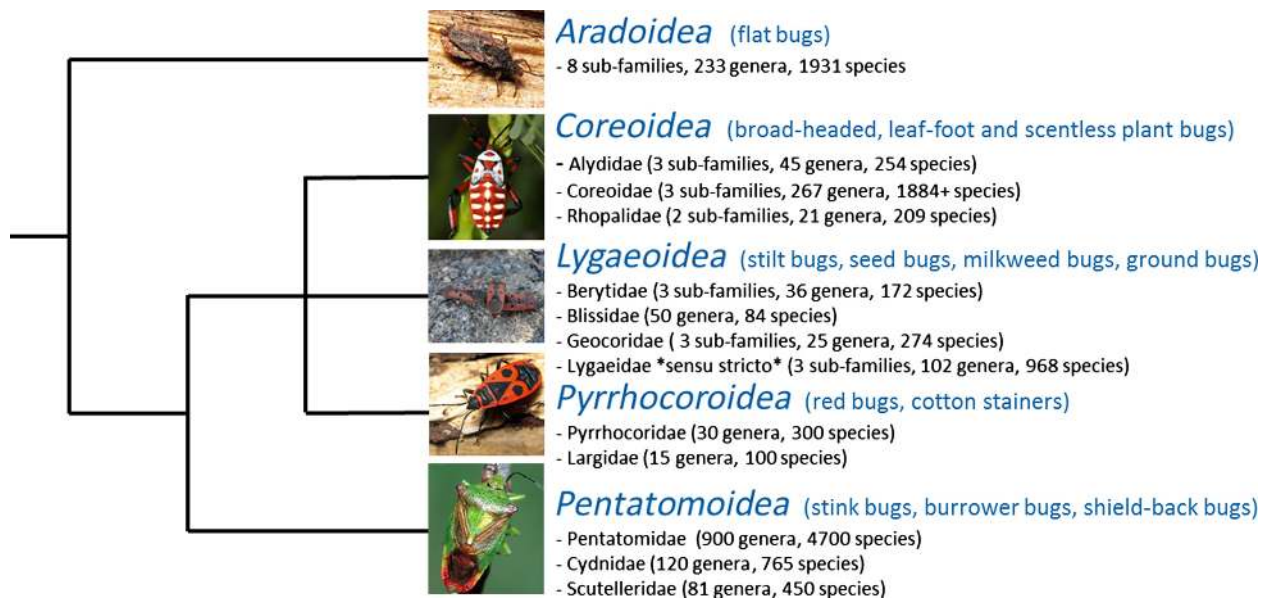 Aradoidea (flat bugs)
- 8 sub-families, 233 genera, 1931 species
Coreoidea (broad-headed, leaf-foot and scentless plant bugs)
- Alydidae (3 sub-families, 45 genera, 254 species)
- Coreoidae (3 sub-families, 267 genera, 1884+ species)
- Rhopalidae (2 sub-families, 21 genera, 209 species)
Lygaeoidea (stilt bugs, seed bugs, milkweed bugs, ground bugs)
- Berytidae (3 sub-families, 36 genera, 172 species)
- Blissidae (50 genera, 84 species)
- Geocoridae ( 3 sub-families, 25 genera, 274 species)
- Lygaeidae *sensu stricto* (3 sub-families, 102 genera, 968 species)
Pyrrhocoroidea (red bugs, cotton stainers)
- Pyrrhocoridae (30 genera, 300 species)
- Largidae (15 genera, 100 species)
Pentatomoidea (stink bugs, burrower bugs, shield-back bugs)
- Pentatomidae (900 genera, 4700 species)
- Cydnidae (120 genera, 765 species)
- Scutelleridae (81 genera, 450 species)